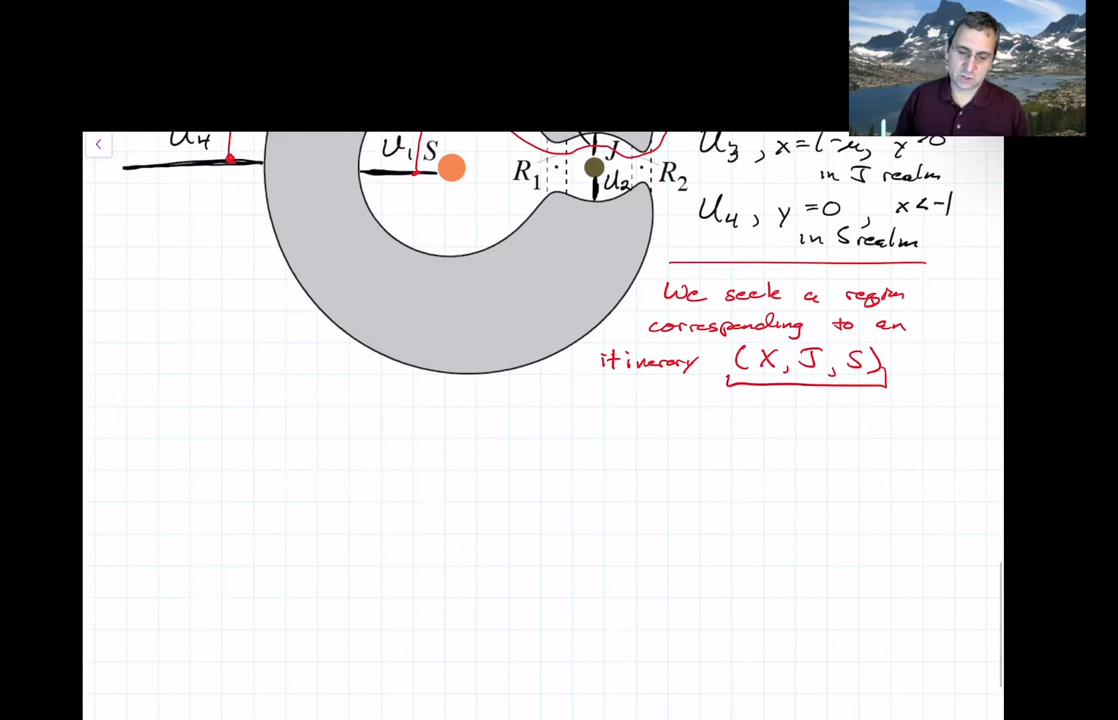 U4
U1 S
J
R1 U2 R2
U3, x=1-μ, y>0
in J realm
U4, y=0, x<-1
in S realm
We seek a region
corresponding to an
itinerary (X, J, S)